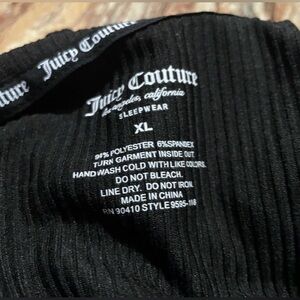 Juicy Couture
ture
Juicy Couture
los angeles, california
SLEEPWEAR
XL
94% POLYESTER 6%SPANDEX
TURN GARMENT INSIDE OUT.
HAND WASH COLD WITH LIKE COLORS.
DO NOT BLEACH.
LINE DRY. DO NOT IRON.
MADE IN CHINA
RN 90410 STYLE 9595-118